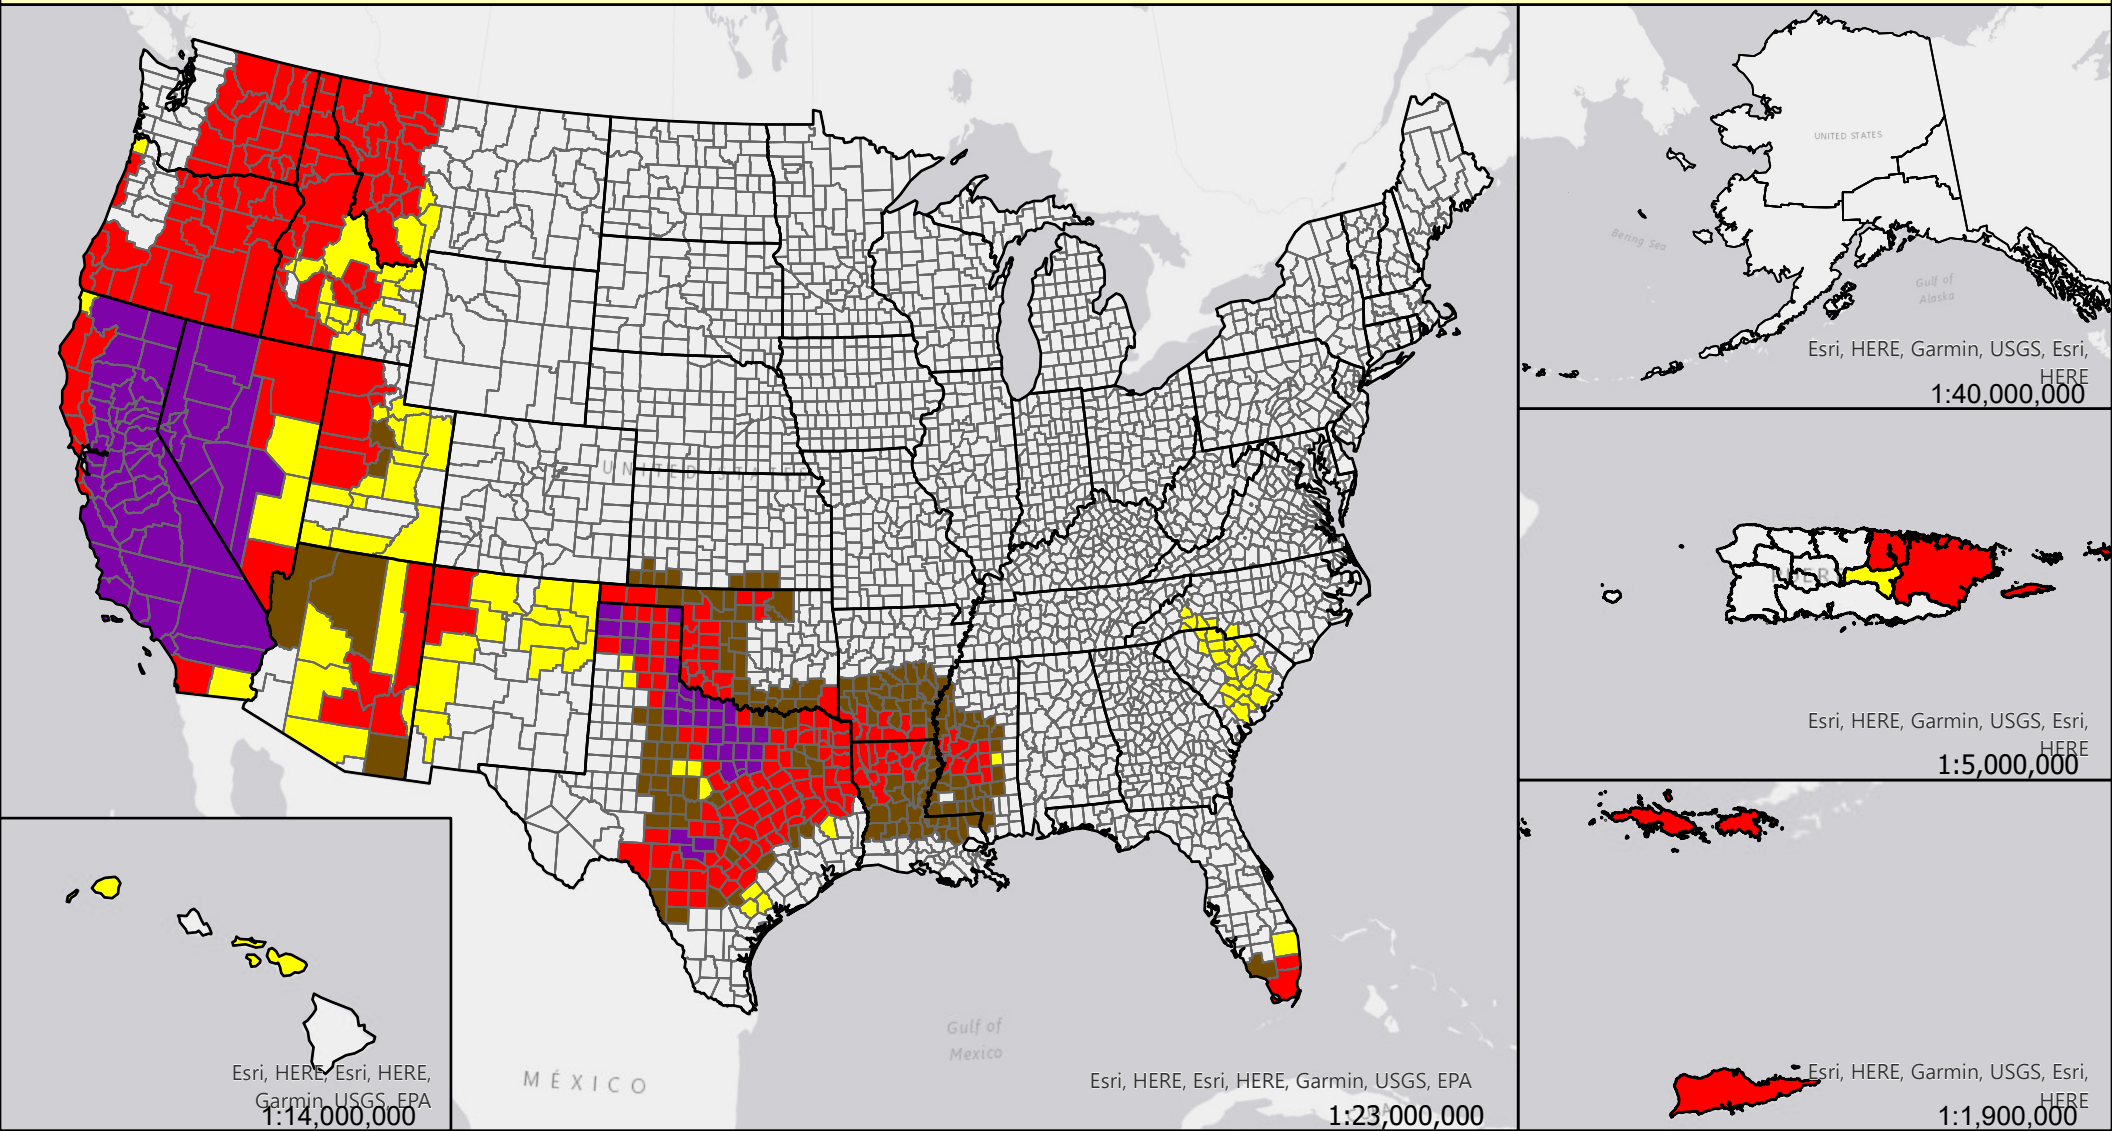 UNITED STATES
Gulf of
Mexico
MÉXICO
Esri, HERE, Esri, HERE, Garmin, USGS, EPA
1:23,000,000
Esri, HERE, Esri, HERE,
Garmin, USGS, EPA
1:14,000,000
UNITED STATES
Bering Sea
Gulf of
Alaska
Esri, HERE, Garmin, USGS, Esri,
HERE
1:40,000,000
Esri, HERE, Garmin, USGS, Esri,
HERE
1:5,000,000
Esri, HERE, Garmin, USGS, Esri,
HERE
1:1,900,000